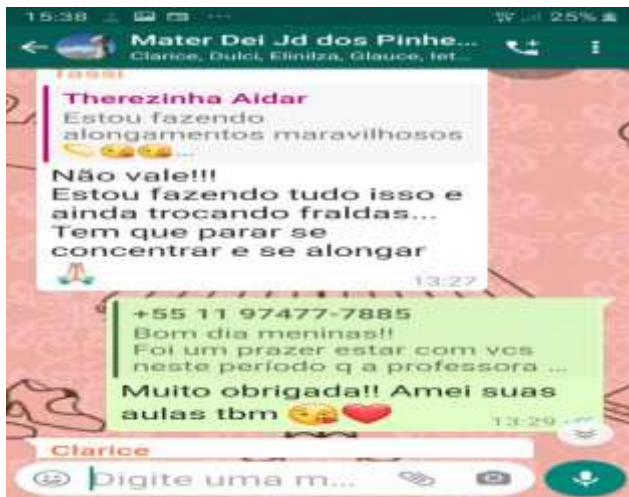 15:38 ... 25%
Mater Dei Jd dos Pinhe...
Clarice, Dulci, Elinilza, Glauce, Iet...
Tassi
Therezinha Aidar
Estou fazendo
alongamentos maravilhosos
💫😘😘...
Não vale!!!
Estou fazendo tudo isso e
ainda trocando fraldas...
Tem que parar se
concentrar e se alongar
🙏🏻
13:27
+55 11 97477-7885
Bom dia meninas!!
Foi um prazer estar com vcs
neste período q a professora ...
Muito obrigada!! Amei suas
aulas tbm 😘❤️
13:29
Clarice
Digite uma m...